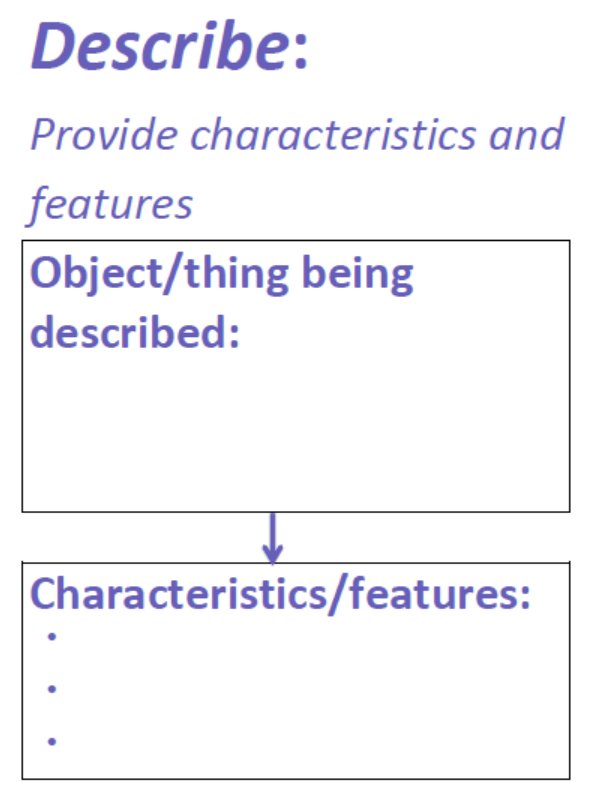 Describe:
Provide characteristics and
features
Object/thing being
described:
Characteristics/features:
•
•
•